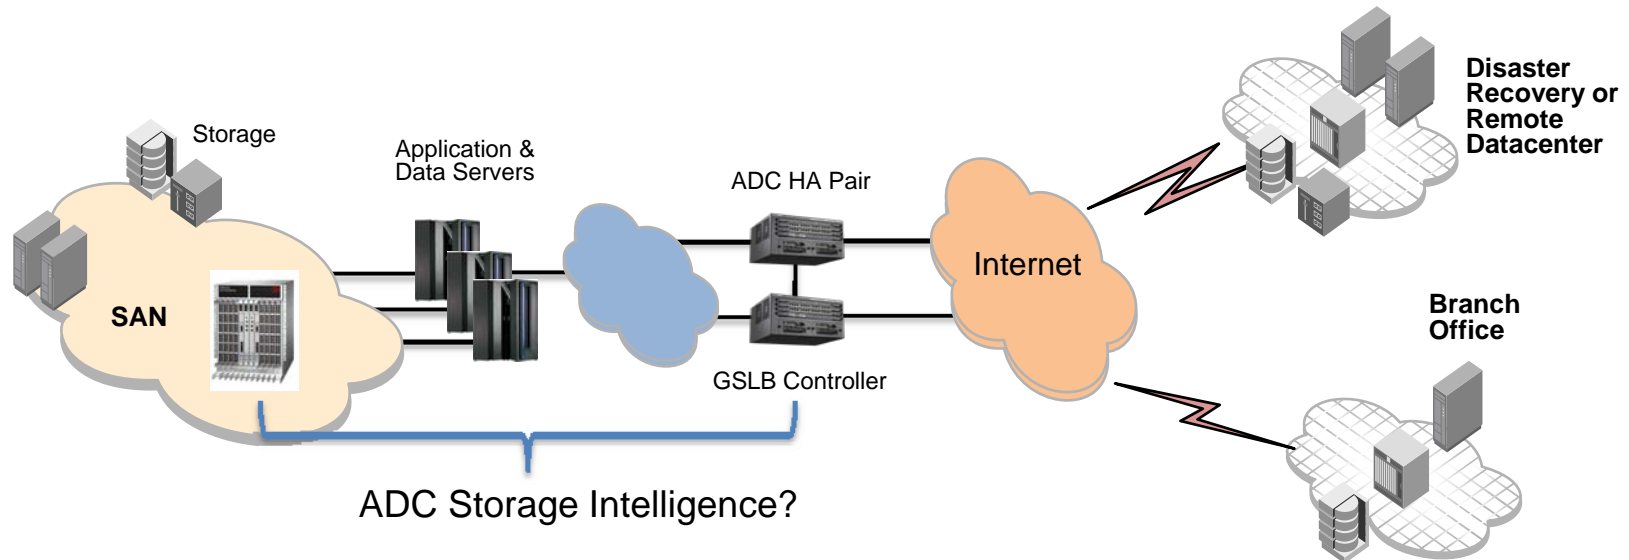 Storage
Application &
Data Servers
ADC HA Pair
Disaster
Recovery or
Remote
Datacenter
SAN
Internet
GSLB Controller
Branch
Office
ADC Storage Intelligence?